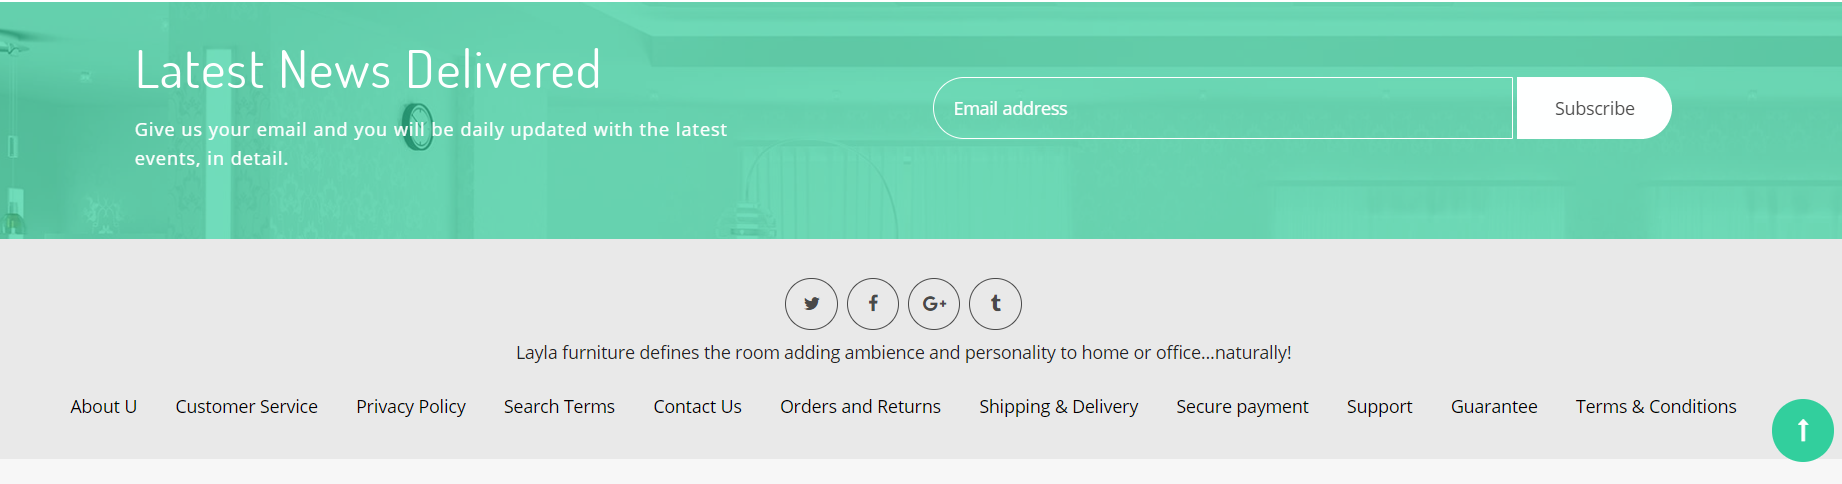 Latest News Delivered
Give us your email and you will be daily updated with the latest
events, in detail.
Email address
Subscribe
Layla furniture defines the room adding ambience and personality to home or office...naturally!
About U Customer Service Privacy Policy Search Terms Contact Us Orders and Returns Shipping & Delivery Secure payment Support Guarantee Terms & Conditions